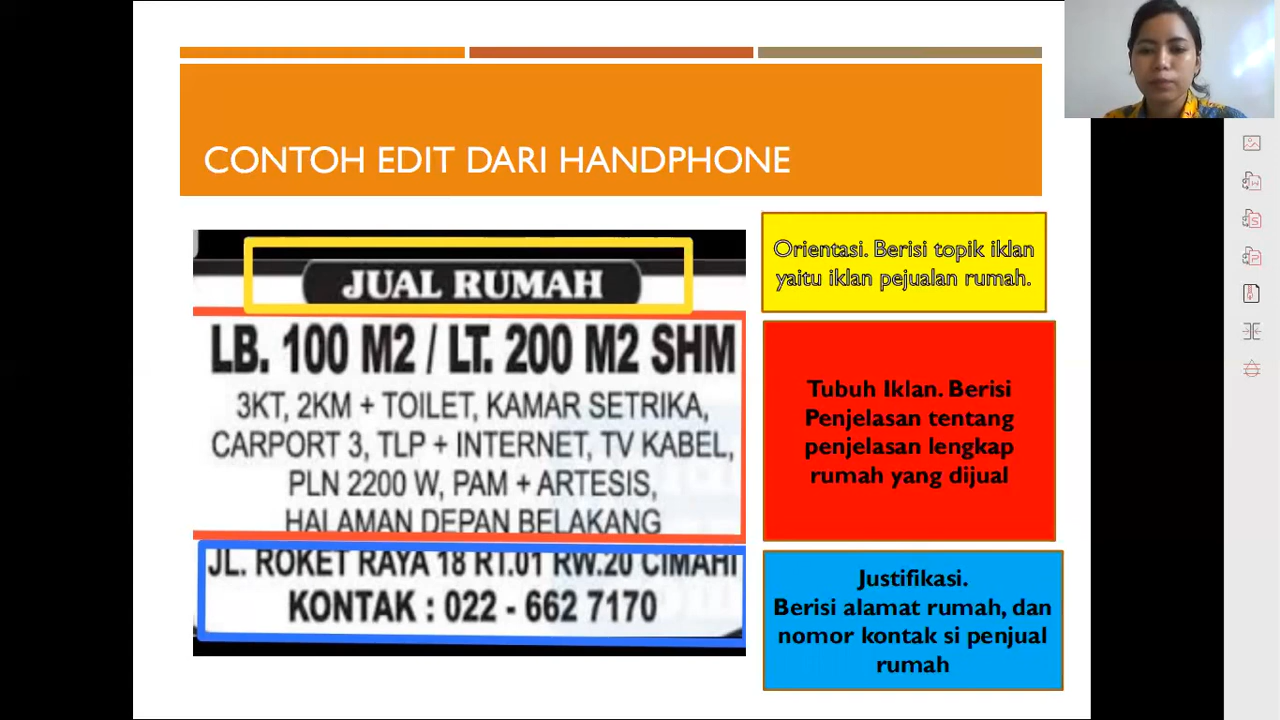 CONTOH EDIT DARI HANDPHONE
JUAL RUMAH
LB. 100 M2 / LT. 200 M2 SHM
3KT, 2KM + TOILET, KAMAR SETRIKA,
CARPORT 3, TLP + INTERNET, TV KABEL,
PLN 2200 W, PAM + ARTESIS,
HALAMAN DEPAN BELAKANG
JL. ROKET RAYA 18 RT.01 RW.20 CIMAHI
KONTAK : 022 - 662 7170
Orientasi. Berisi topik iklan
yaitu iklan pejualan rumah.
Tubuh Iklan. Berisi
Penjelasan tentang
penjelasan lengkap
rumah yang dijual
Justifikasi.
Berisi alamat rumah, dan
nomor kontak si penjual
rumah